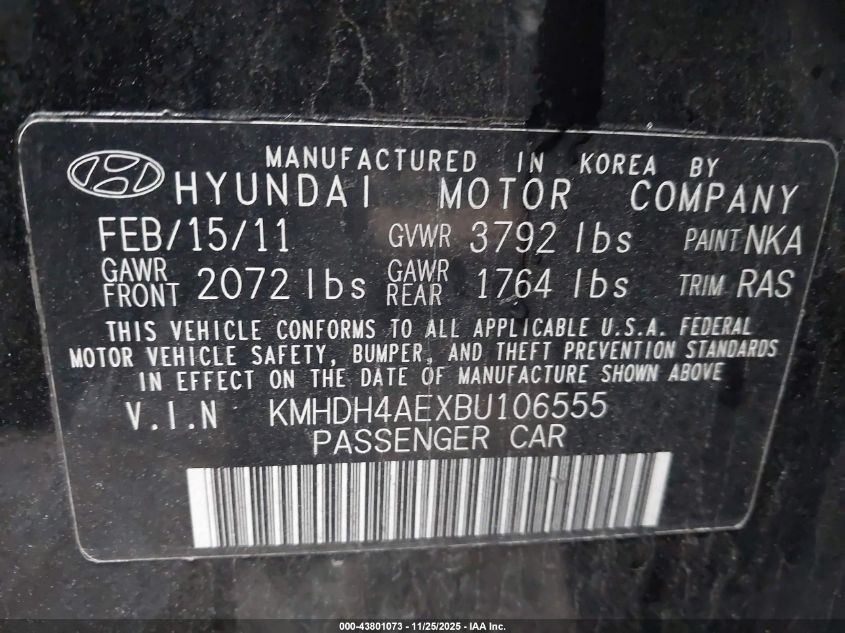 MANUFACTURED IN KOREA BY
HYUNDAI MOTOR COMPANY
FEB/15/11 GVWR 3792 lbs PAINT NKA
GAWR FRONT 2072 lbs GAWR REAR 1764 lbs TRIM RAS
THIS VEHICLE CONFORMS TO ALL APPLICABLE U.S.A. FEDERAL
MOTOR VEHICLE SAFETY, BUMPER, AND THEFT PREVENTION STANDARDS
IN EFFECT ON THE DATE OF MANUFACTURE SHOWN ABOVE
V.I.N KMHDH4AEXBU106555
PASSENGER CAR
000-43801073 - 11/25/2025 - IAA Inc.